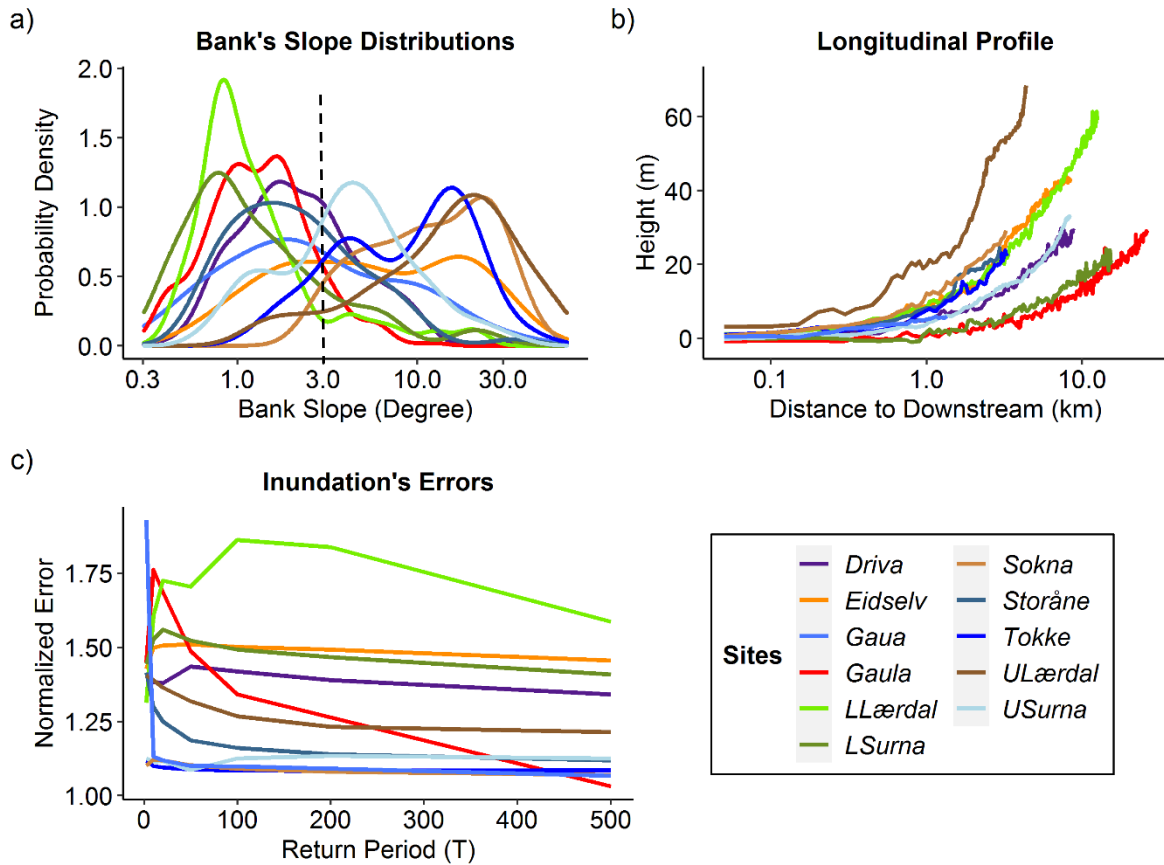 a)
Bank's Slope Distributions
Probability Density
2.0
1.5
1.0
0.5
0.0
0.3 1.0 3.0 10.0 30.0
Bank Slope (Degree)
b)
Longitudinal Profile
Height (m)
60
40
20
0
0.1 1.0 10.0
Distance to Downstream (km)
c)
Inundation's Errors
Normalized Error
1.75
1.50
1.25
1.00
0 100 200 300 400 500
Return Period (T)
Sites
Driva
Eidselv
Gaua
Gaula
LLærdal
LSurna
Sokna
Storåne
Tokke
ULærdal
USurna